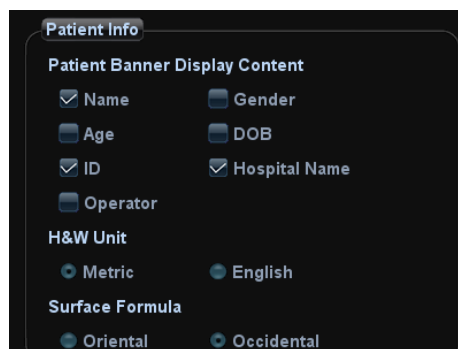 Patient Info
Patient Banner Display Content
Name Gender
Age DOB
ID Hospital Name
Operator
H&W Unit
Metric English
Surface Formula
Oriental Occidental